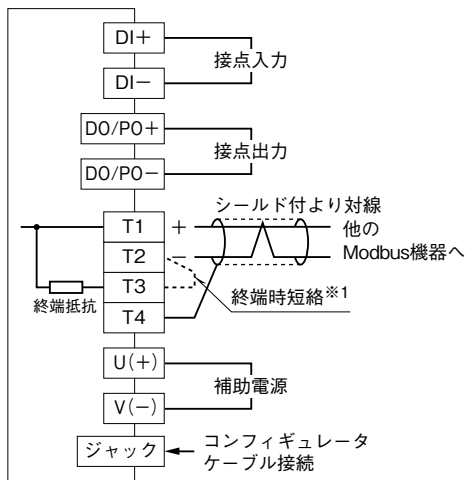 DI+
DI−
接点入力
DO/PO+
DO/PO−
接点出力
シールド付より対線
T1
+
他の
Modbus機器へ
T2
−
T3
終端抵抗
終端時短絡※1
T4
U(+)
V(−)
補助電源
ジャック
コンフィギュレータ
ケーブル接続